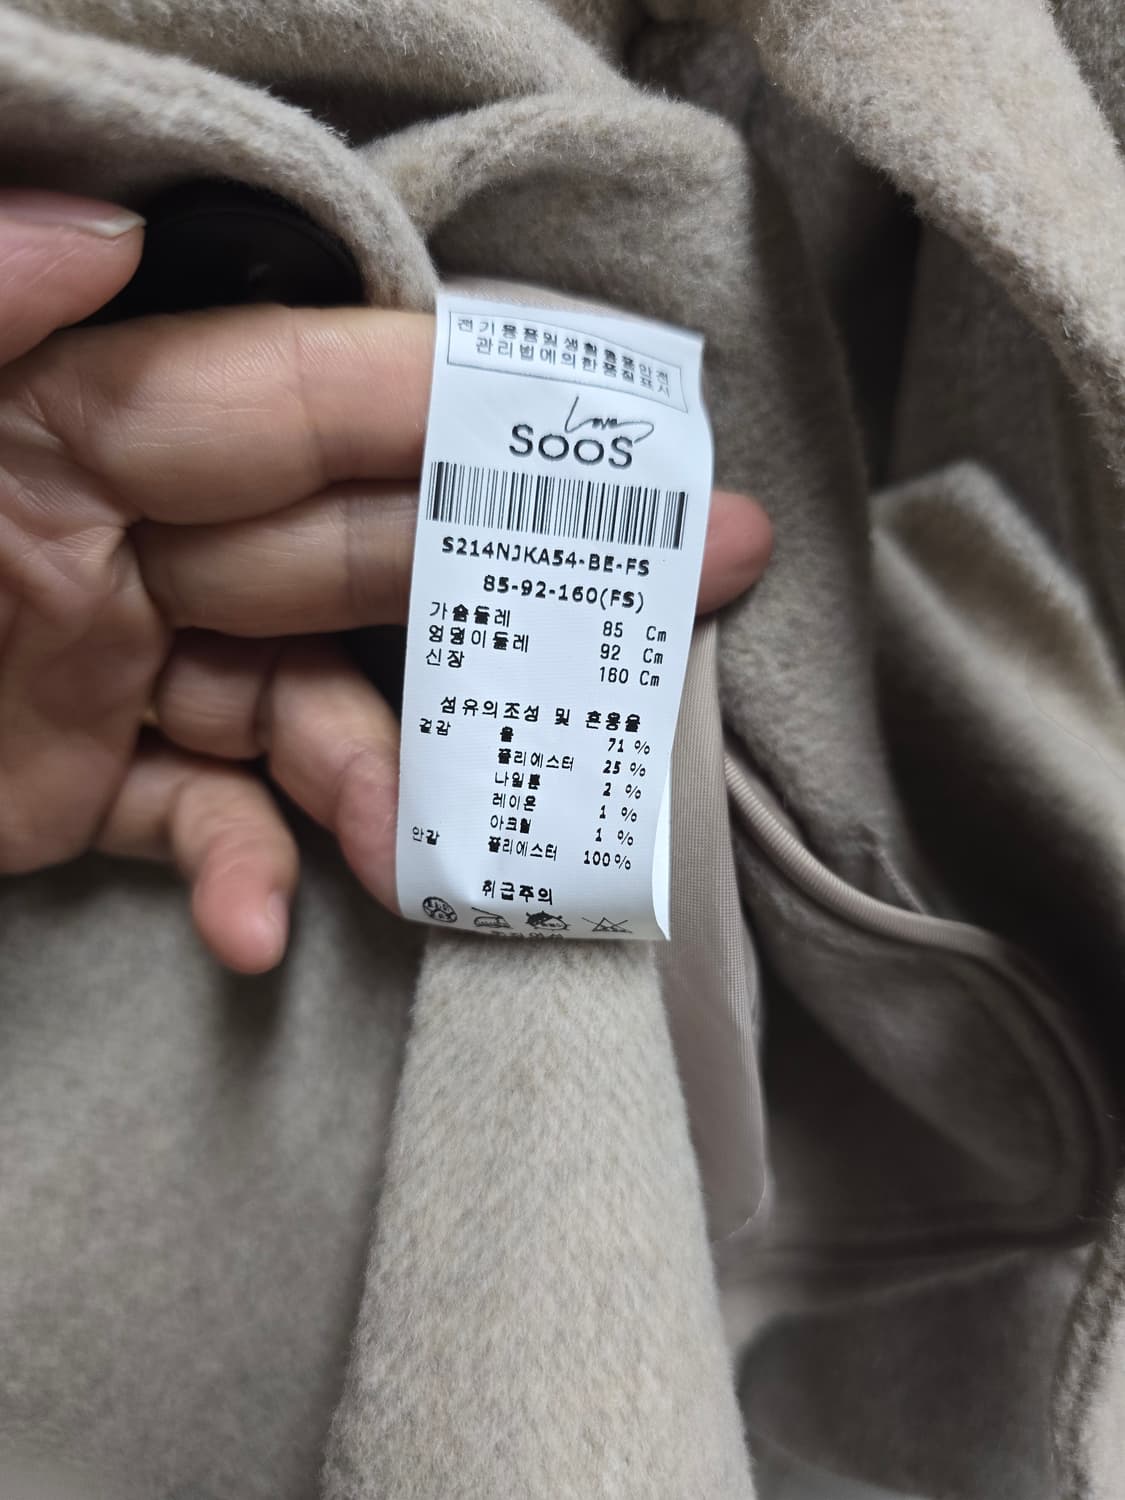 전기용품및생활용품안전
관리법에의한품질표시
Love
SOOS
S214NJKA54-BE-FS
85-92-160(FS)
가슴둘레 85 Cm
엉덩이둘레 92 Cm
신장 160 Cm
섬유의조성 및 혼용율
겉감 울 71 %
폴리에스터 25 %
나일론 2 %
레이온 1 %
아크릴 1 %
안감 폴리에스터 100%
취급주의